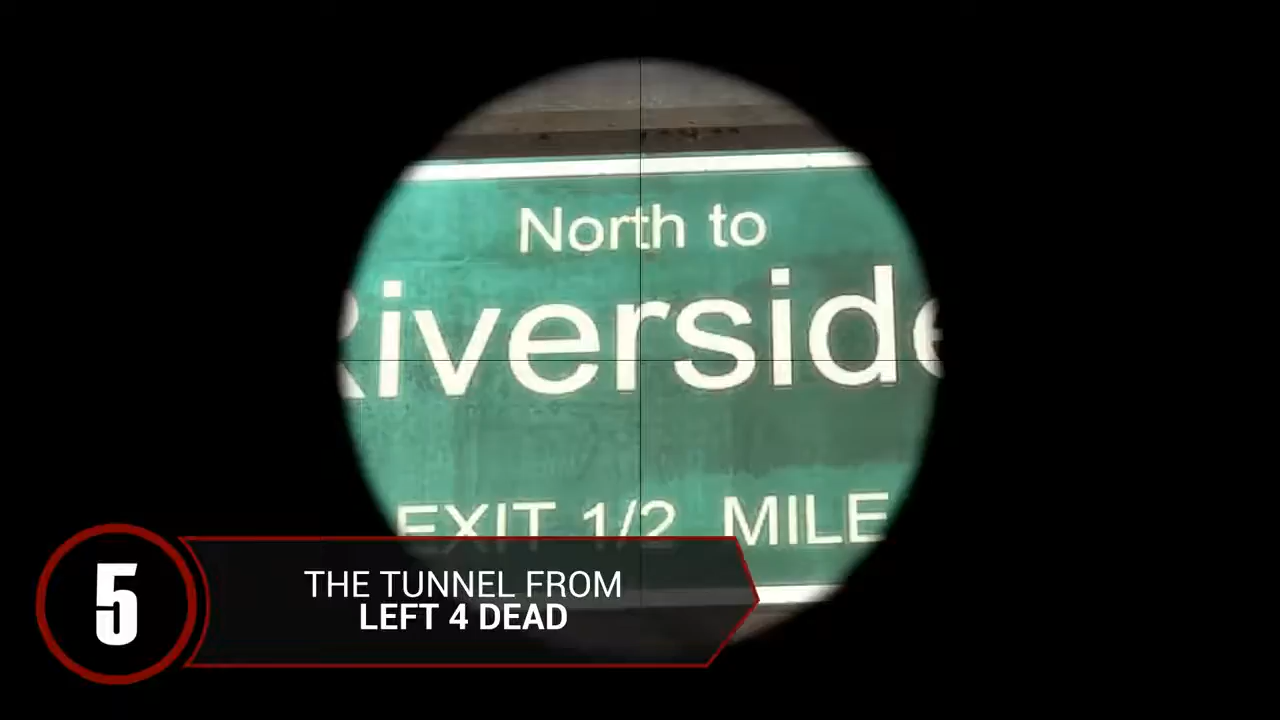 North to
Riverside
EXIT 1/2 MILE
5
THE TUNNEL FROM
LEFT 4 DEAD